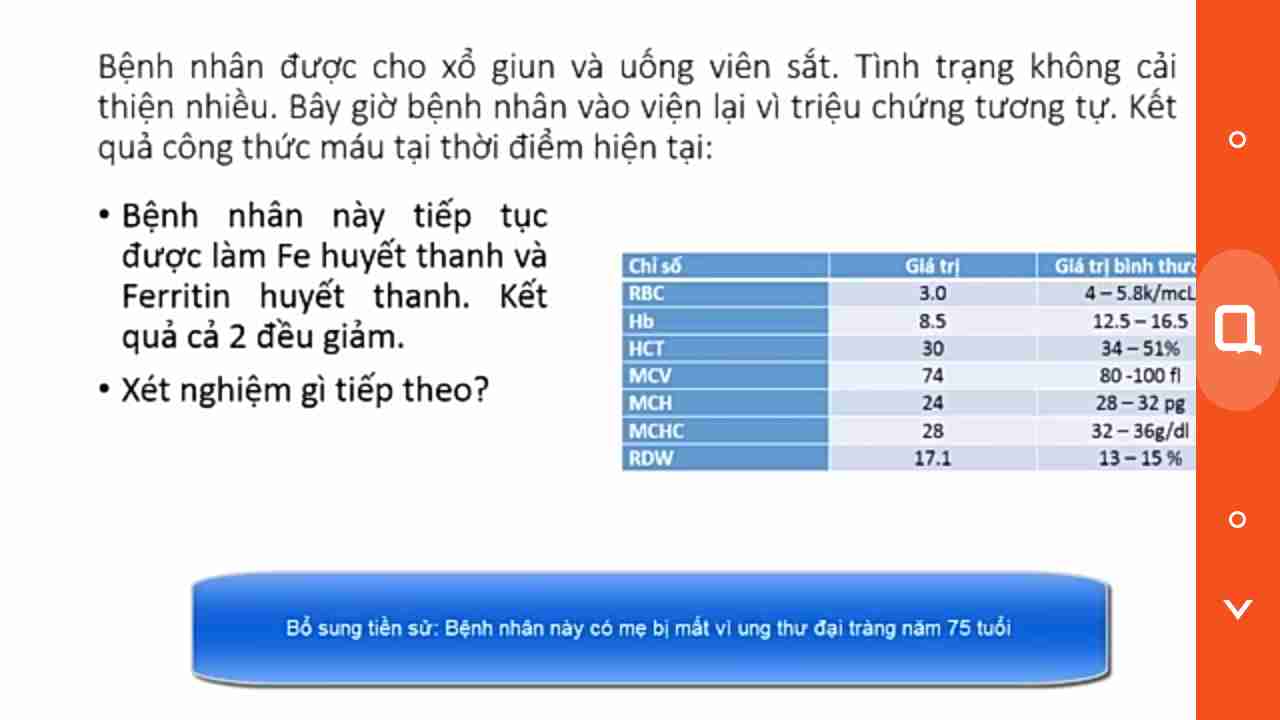 Bệnh nhân được cho xổ giun và uống viên sắt. Tình trạng không cải
thiện nhiều. Bây giờ bệnh nhân vào viện lại vì triệu chứng tương tự. Kết
quả công thức máu tại thời điểm hiện tại:
• Bệnh nhân này tiếp tục
được làm Fe huyết thanh và
Ferritin huyết thanh. Kết
quả cả 2 đều giảm.
• Xét nghiệm gì tiếp theo?
Chỉ số Giá trị Giá trị bình
RBC 3.0 4 – 5.8k/mcL
Hb 8.5 12.5 – 16.5
HCT 30 34 – 51%
MCV 74 80 -100 fl
MCH 24 28 – 32 pg
MCHC 28 32 – 36g/dl
RDW 17.1 13 – 15 %
Bổ sung tiền sử: Bệnh nhân này có mẹ bị mất vì ung thư đại tràng năm 75 tuổi